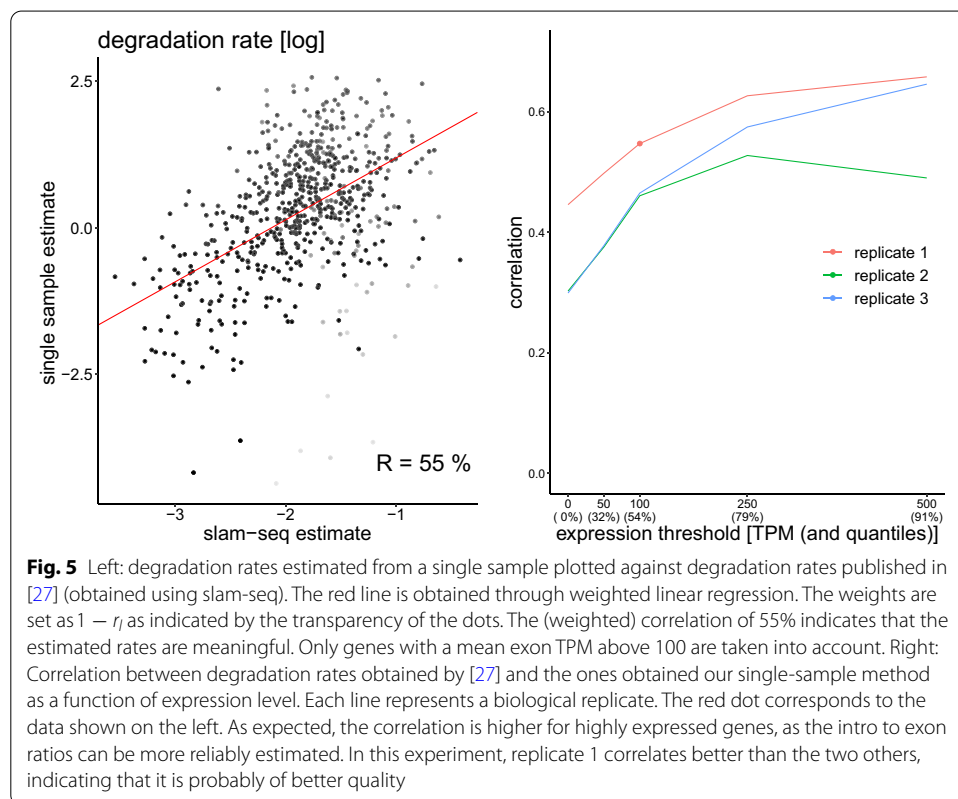 degradation rate [log]
2.5
0.0
−2.5
single sample estimate
R = 55 %
−3
−2
−1
slam−seq estimate
0.6
0.4
0.2
0.0
correlation
replicate 1
replicate 2
replicate 3
0
50
100
250
500
( 0%)
(32%)
(54%)
(79%)
(91%)
expression threshold [TPM (and quantiles)]
Fig. 5 Left: degradation rates estimated from a single sample plotted against degradation rates published in
[27] (obtained using slam-seq). The red line is obtained through weighted linear regression. The weights are
set as 1 − rₗ as indicated by the transparency of the dots. The (weighted) correlation of 55% indicates that the
estimated rates are meaningful. Only genes with a mean exon TPM above 100 are taken into account. Right:
Correlation between degradation rates obtained by [27] and the ones obtained our single-sample method
as a function of expression level. Each line represents a biological replicate. The red dot corresponds to the
data shown on the left. As expected, the correlation is higher for highly expressed genes, as the intro to exon
ratios can be more reliably estimated. In this experiment, replicate 1 correlates better than the two others,
indicating that it is probably of better quality